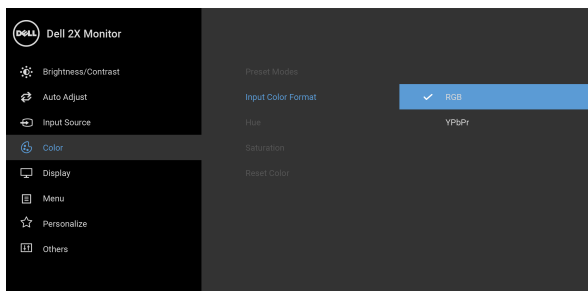 DELL Dell 2X Monitor
Brightness/Contrast
Auto Adjust
Input Source
Color
Display
Menu
Personalize
Others
Preset Modes
Input Color Format
Hue
Saturation
Reset Color
RGB
YPbPr